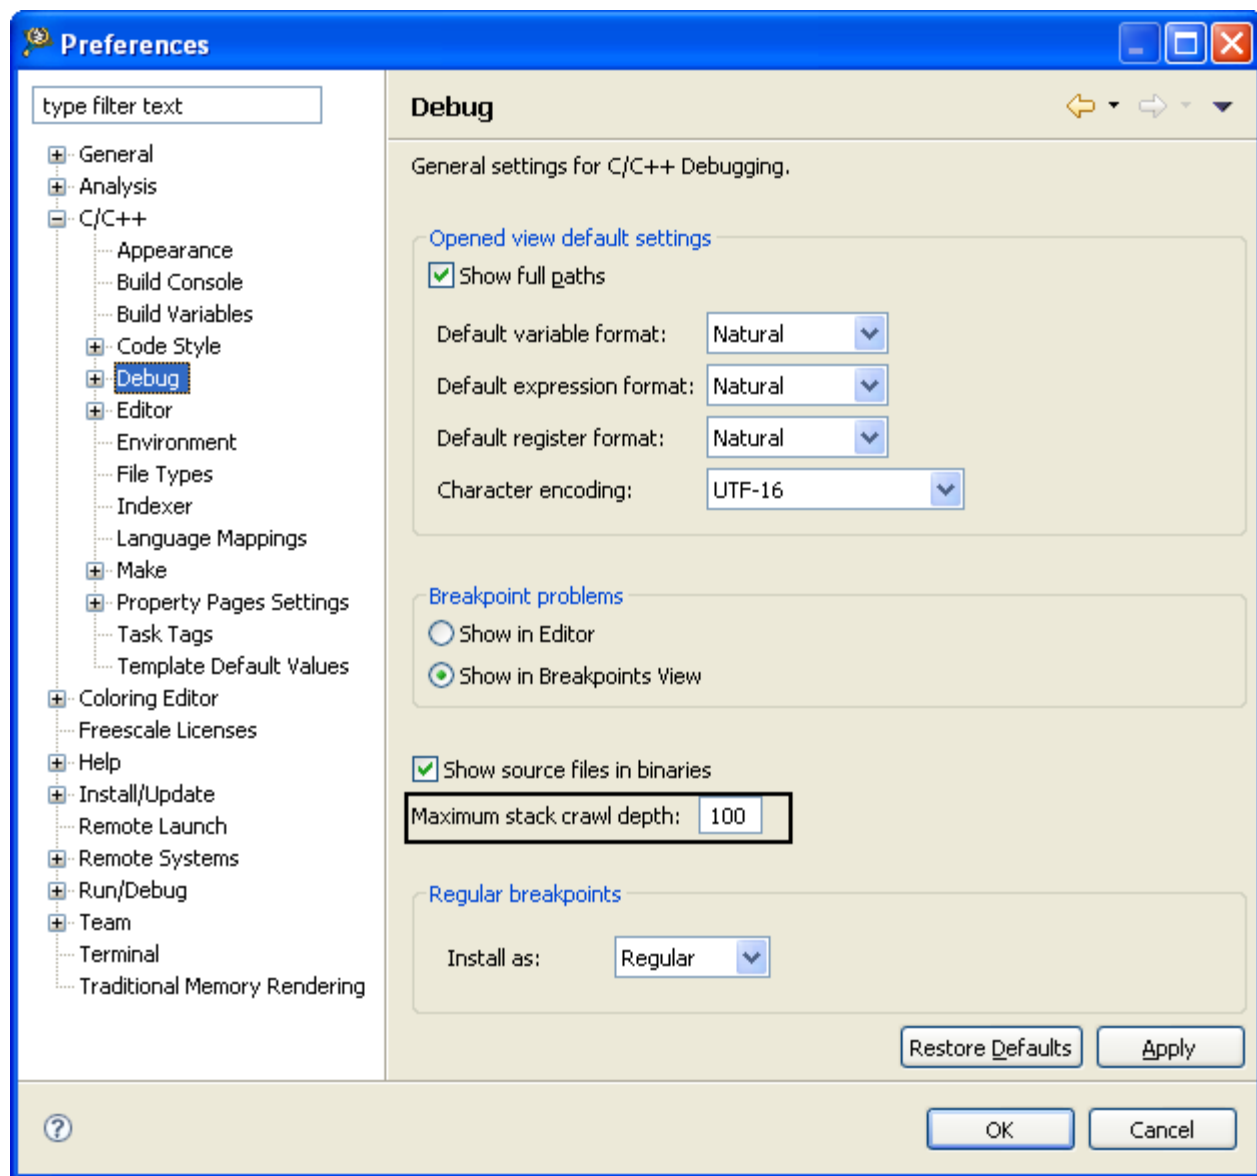 Preferences
type filter text
General
Analysis
C/C++
Appearance
Build Console
Build Variables
Code Style
Debug
Editor
Environment
File Types
Indexer
Language Mappings
Make
Property Pages Settings
Task Tags
Template Default Values
Coloring Editor
Freescale Licenses
Help
Install/Update
Remote Launch
Remote Systems
Run/Debug
Team
Terminal
Traditional Memory Rendering
Debug
General settings for C/C++ Debugging.
Opened view default settings
Show full paths
Default variable format: Natural
Default expression format: Natural
Default register format: Natural
Character encoding: UTF-16
Breakpoint problems
Show in Editor
Show in Breakpoints View
Show source files in binaries
Maximum stack crawl depth: 100
Regular breakpoints
Install as: Regular
Restore Defaults Apply
OK Cancel